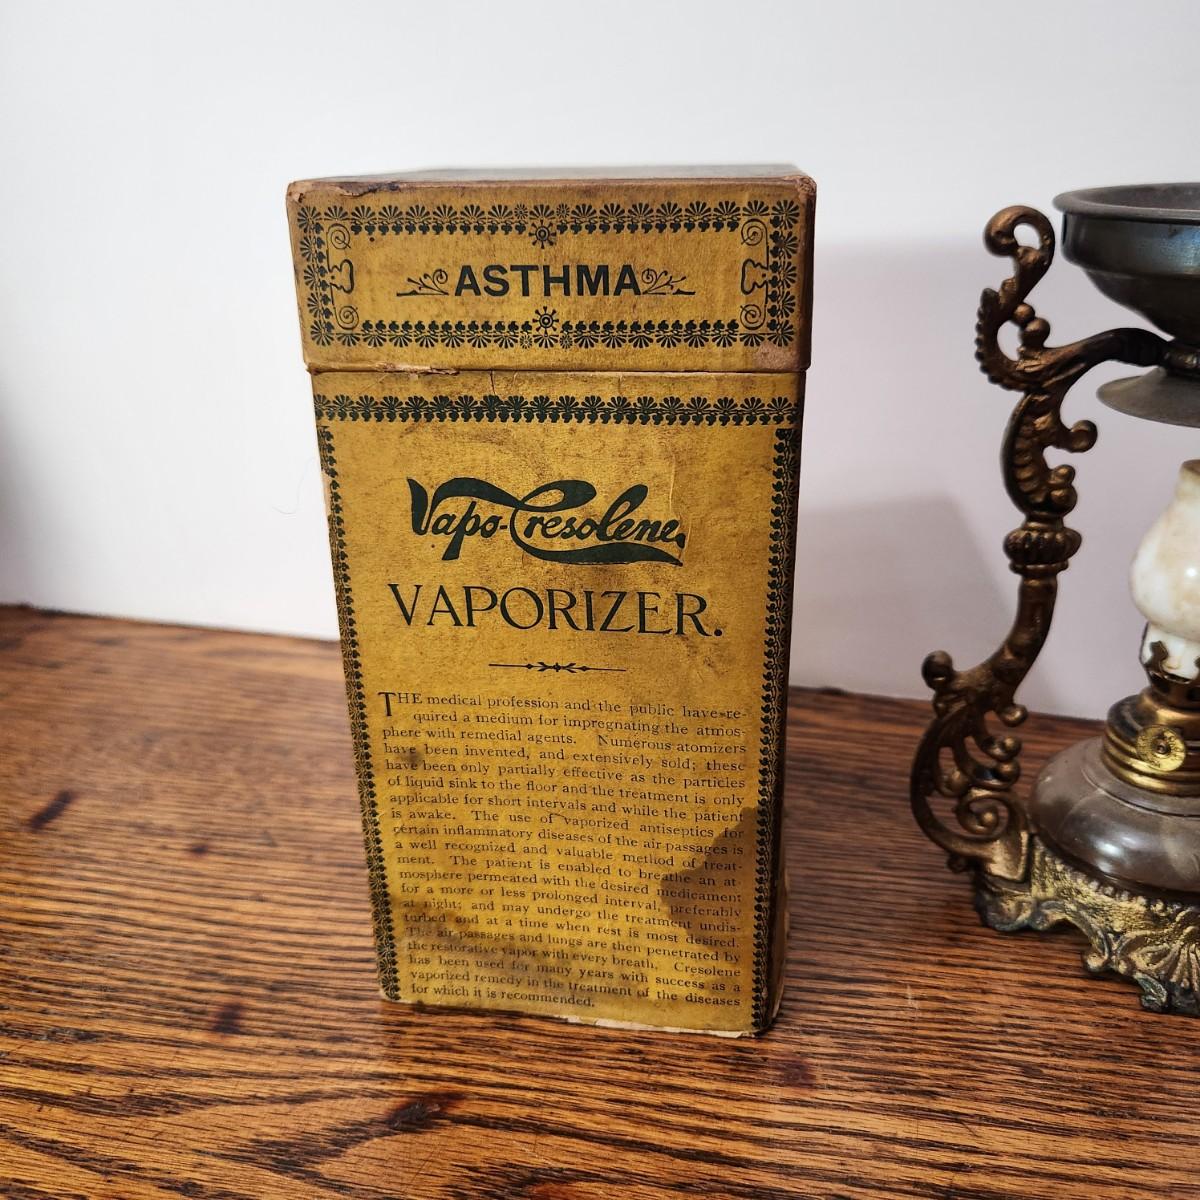 ASTHMA
Vapo-Cresolene
VAPORIZER.
THE medical profession and the public have re-
quired a medium for impregnating the atmos-
phere with remedial agents. Numerous atomizers
have been invented, and extensively sold; these
have been only partially effective as the particles
of liquid sink to the floor and the treatment is only
applicable for short intervals and while the patient
is awake. The use of vaporized antiseptics for
certain inflammatory diseases of the air-passages is
a well recognized and valuable method of treat-
ment. The patient is enabled to breathe an at-
mosphere permeated with the desired medicament
for a more or less prolonged interval, preferably
at night; and may undergo the treatment undis-
turbed and at a time when rest is most desired.
The air-passages and lungs are then penetrated by
the restorative vapor with every breath. Cresolene
has been used for many years with success as a
vaporized remedy in the treatment of the diseases
for which it is recommended.